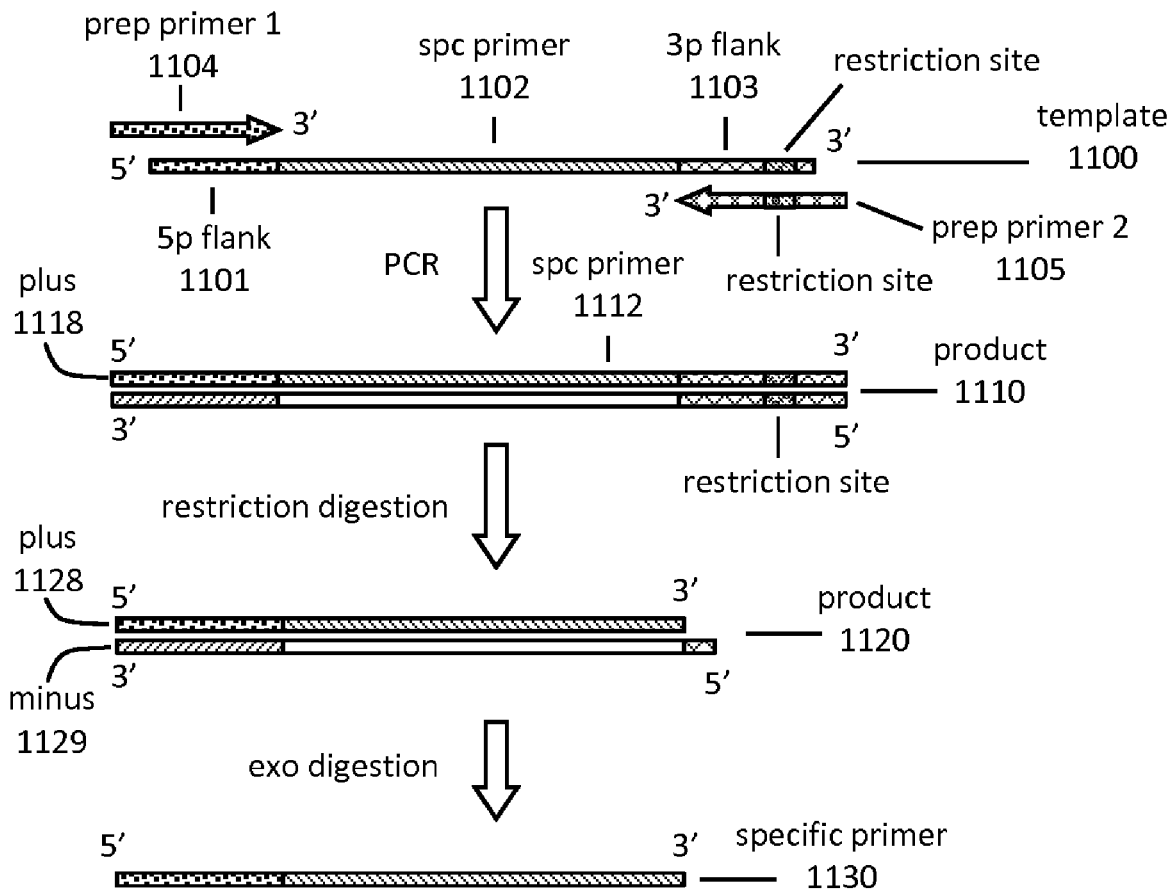 prep primer 1
1104
spc primer
1102
3p flank
1103
restriction site
3′
5′
3′
template
1100
5p flank
1101
3′
prep primer 2
1105
restriction site
PCR
spc primer
1112
plus
1118
5′
3′
product
1110
3′
5′
restriction site
restriction digestion
plus
1128
5′
3′
product
1120
3′
5′
minus
1129
exo digestion
5′
3′
specific primer
1130